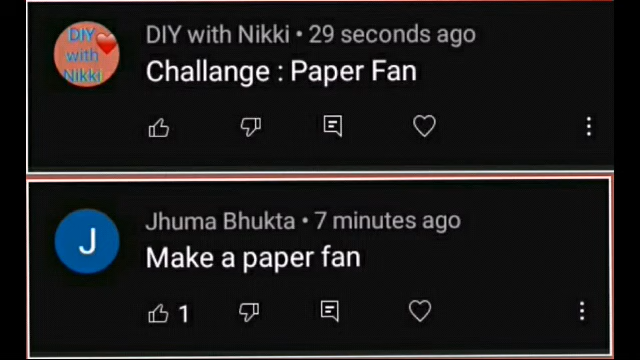 DIY
with
Nikki
DIY with Nikki • 29 seconds ago
Challange : Paper Fan
J
Jhuma Bhukta • 7 minutes ago
Make a paper fan
1